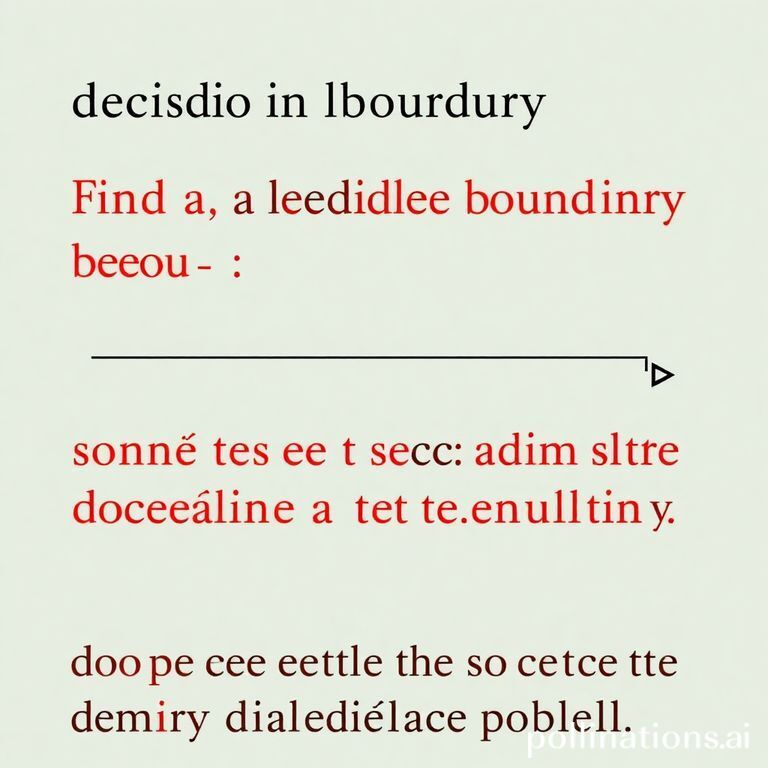 decisdio in lbourdury
Find a, a leedidlee boundinry
beeou- :
sonné tes ee t secc: adim sltre
doceeáline a tet te.enulltin y.
doo pe cee eettle the so cetce tte
demiry dialediélace poblell.
pollinations.ai